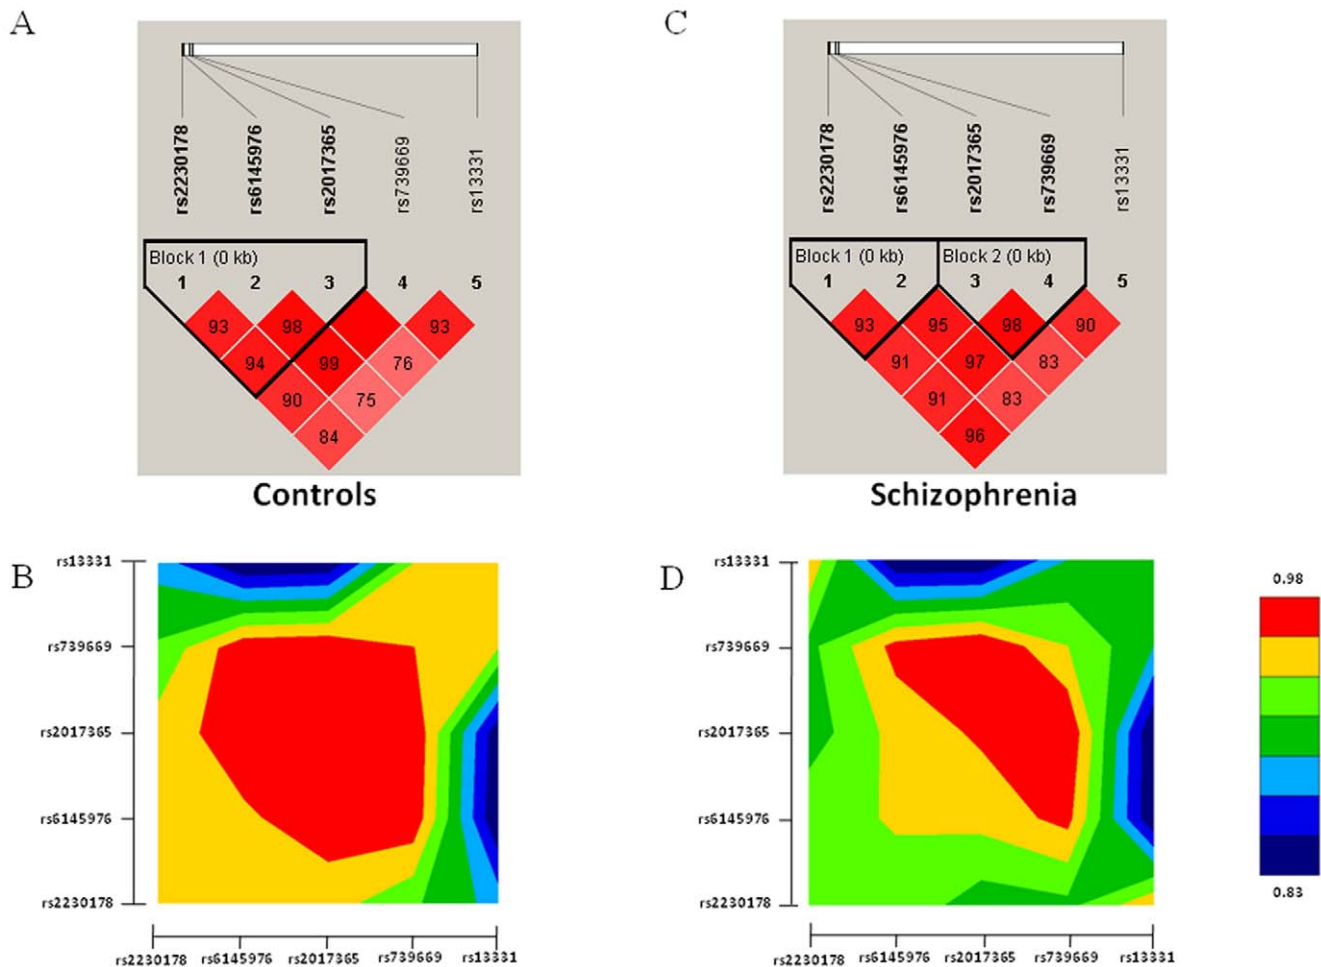 A
rs2230178
rs6145976
rs2017365
rs739669
rs13331
Block 1 (0 kb)
1 2 3 4 5
93 98 93
94 99 76
90 75
84
Controls
C
rs2230178
rs6145976
rs2017365
rs739669
rs13331
Block 1 (0 kb) Block 2 (0 kb)
1 2 3 4 5
93 95 98 90
91 97 83
91 83
96
Schizophrenia
B
rs13331
rs739669
rs2017365
rs6145976
rs2230178
rs2230178 rs6145976 rs2017365 rs739669 rs13331
D
rs13331
rs739669
rs2017365
rs6145976
rs2230178
rs2230178 rs6145976 rs2017365 rs739669 rs13331
0.98
0.83